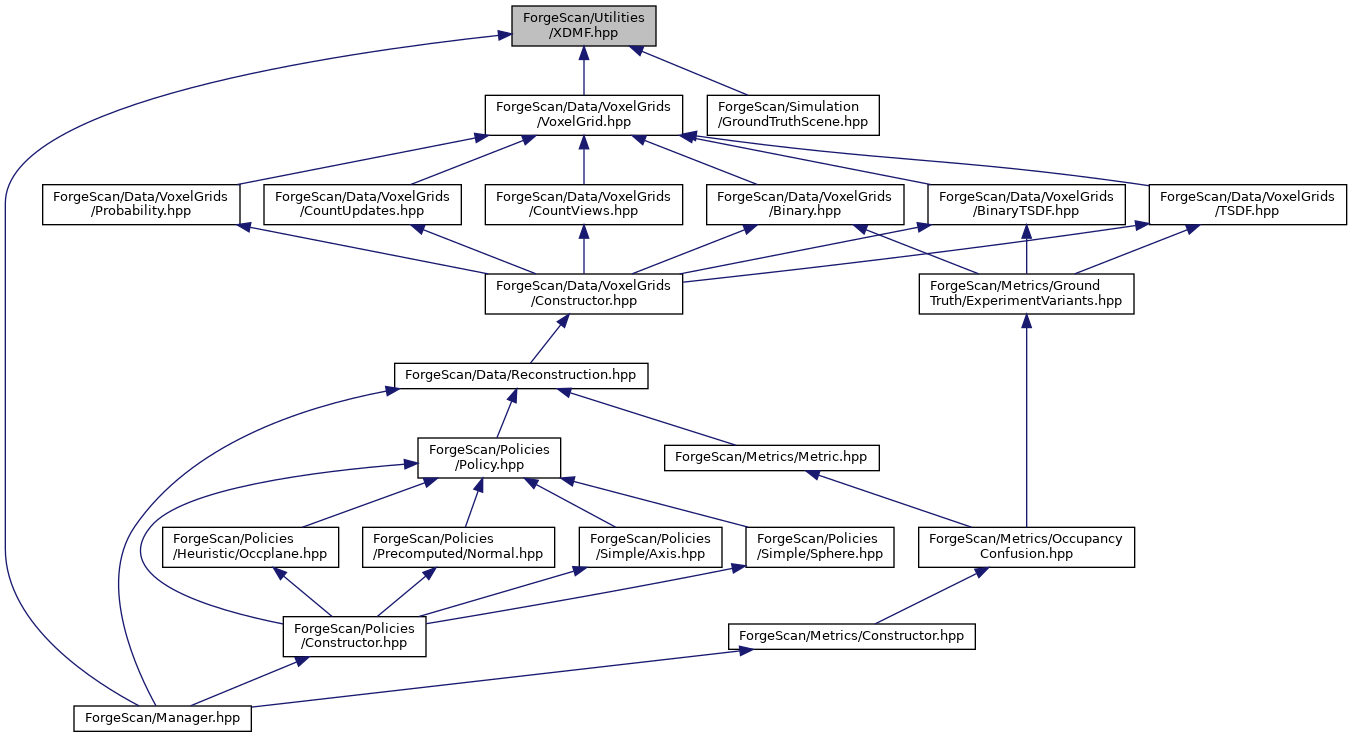 ForgeScan/Utilities
/XDMF.hpp
ForgeScan/Data/VoxelGrids
/VoxelGrid.hpp
ForgeScan/Simulation
/GroundTruthScene.hpp
ForgeScan/Data/VoxelGrids
/Probability.hpp
ForgeScan/Data/VoxelGrids
/CountUpdates.hpp
ForgeScan/Data/VoxelGrids
/CountViews.hpp
ForgeScan/Data/VoxelGrids
/Binary.hpp
ForgeScan/Data/VoxelGrids
/BinaryTSDF.hpp
ForgeScan/Data/VoxelGrids
/TSDF.hpp
ForgeScan/Data/VoxelGrids
/Constructor.hpp
ForgeScan/Metrics/Ground
Truth/ExperimentVariants.hpp
ForgeScan/Data/Reconstruction.hpp
ForgeScan/Policies
/Policy.hpp
ForgeScan/Metrics/Metric.hpp
ForgeScan/Policies
/Heuristic/Occplane.hpp
ForgeScan/Policies
/Precomputed/Normal.hpp
ForgeScan/Policies
/Simple/Axis.hpp
ForgeScan/Policies
/Simple/Sphere.hpp
ForgeScan/Metrics/Occupancy
Confusion.hpp
ForgeScan/Policies
/Constructor.hpp
ForgeScan/Metrics/Constructor.hpp
ForgeScan/Manager.hpp